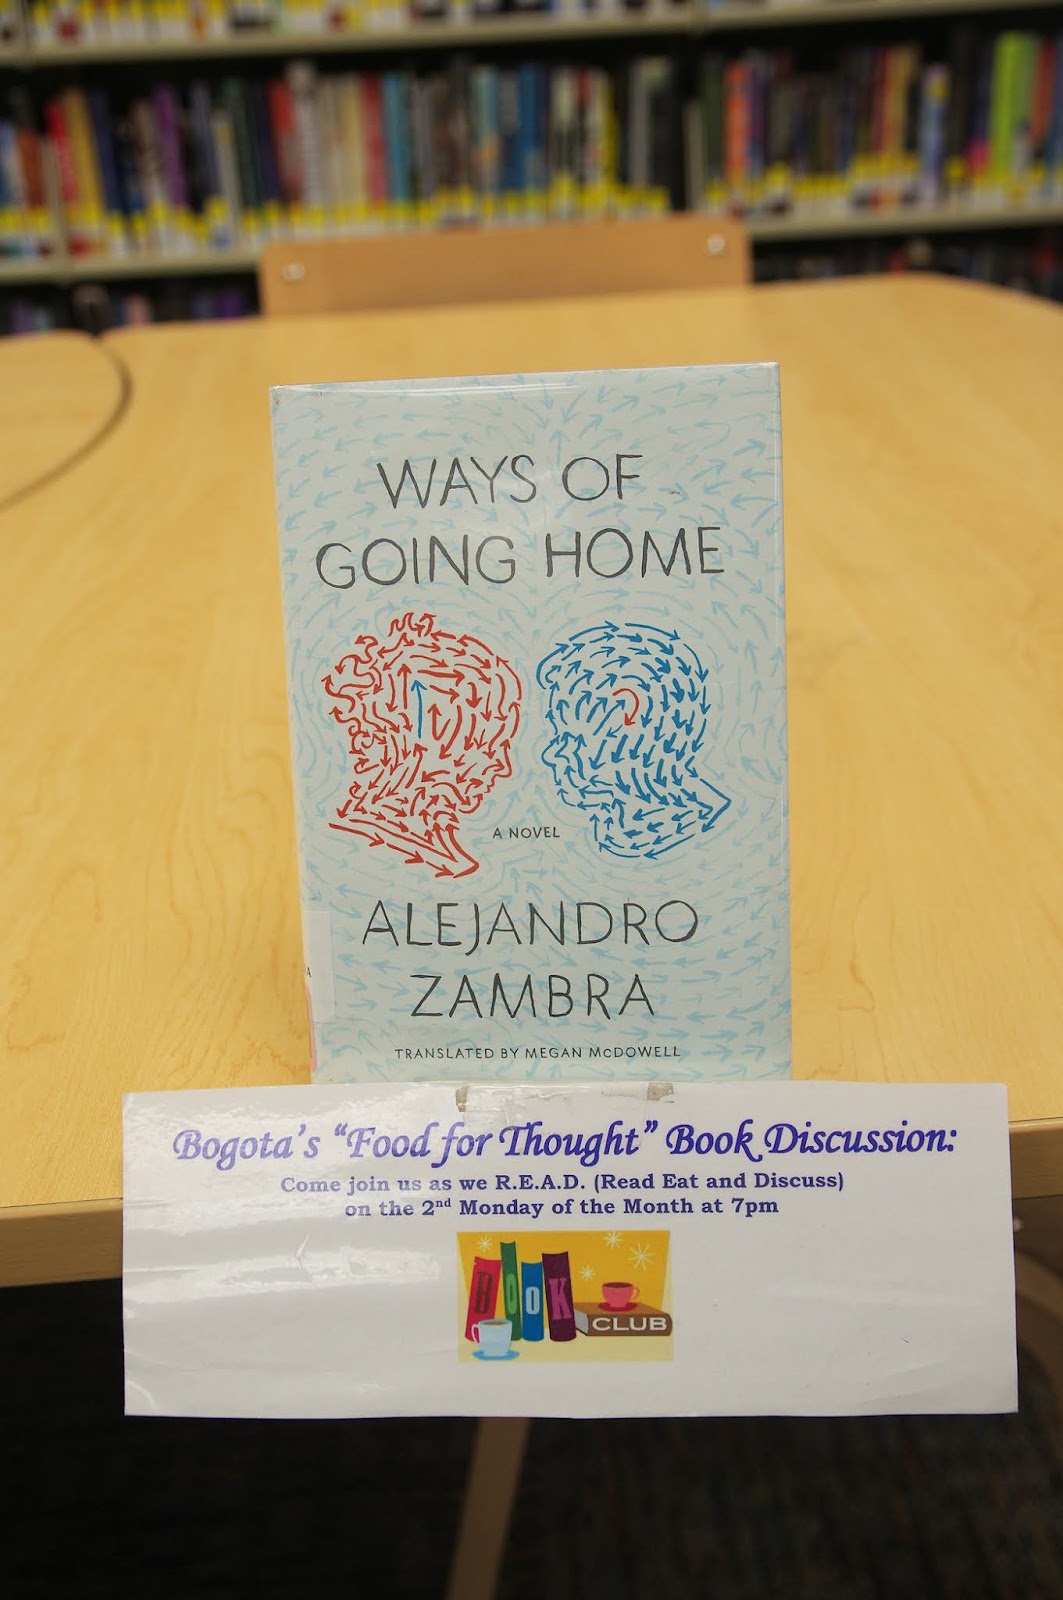 WAYS OF
GOING HOME
A NOVEL
ALEJANDRO
ZAMBRA
TRANSLATED BY MEGAN McDOWELL
A
Bogota's “Food for Thought” Book Discussion:
Come join us as we R.E.A.D. (Read Eat and Discuss)
on the 2nd Monday of the Month at 7pm
BOOK
CLUB